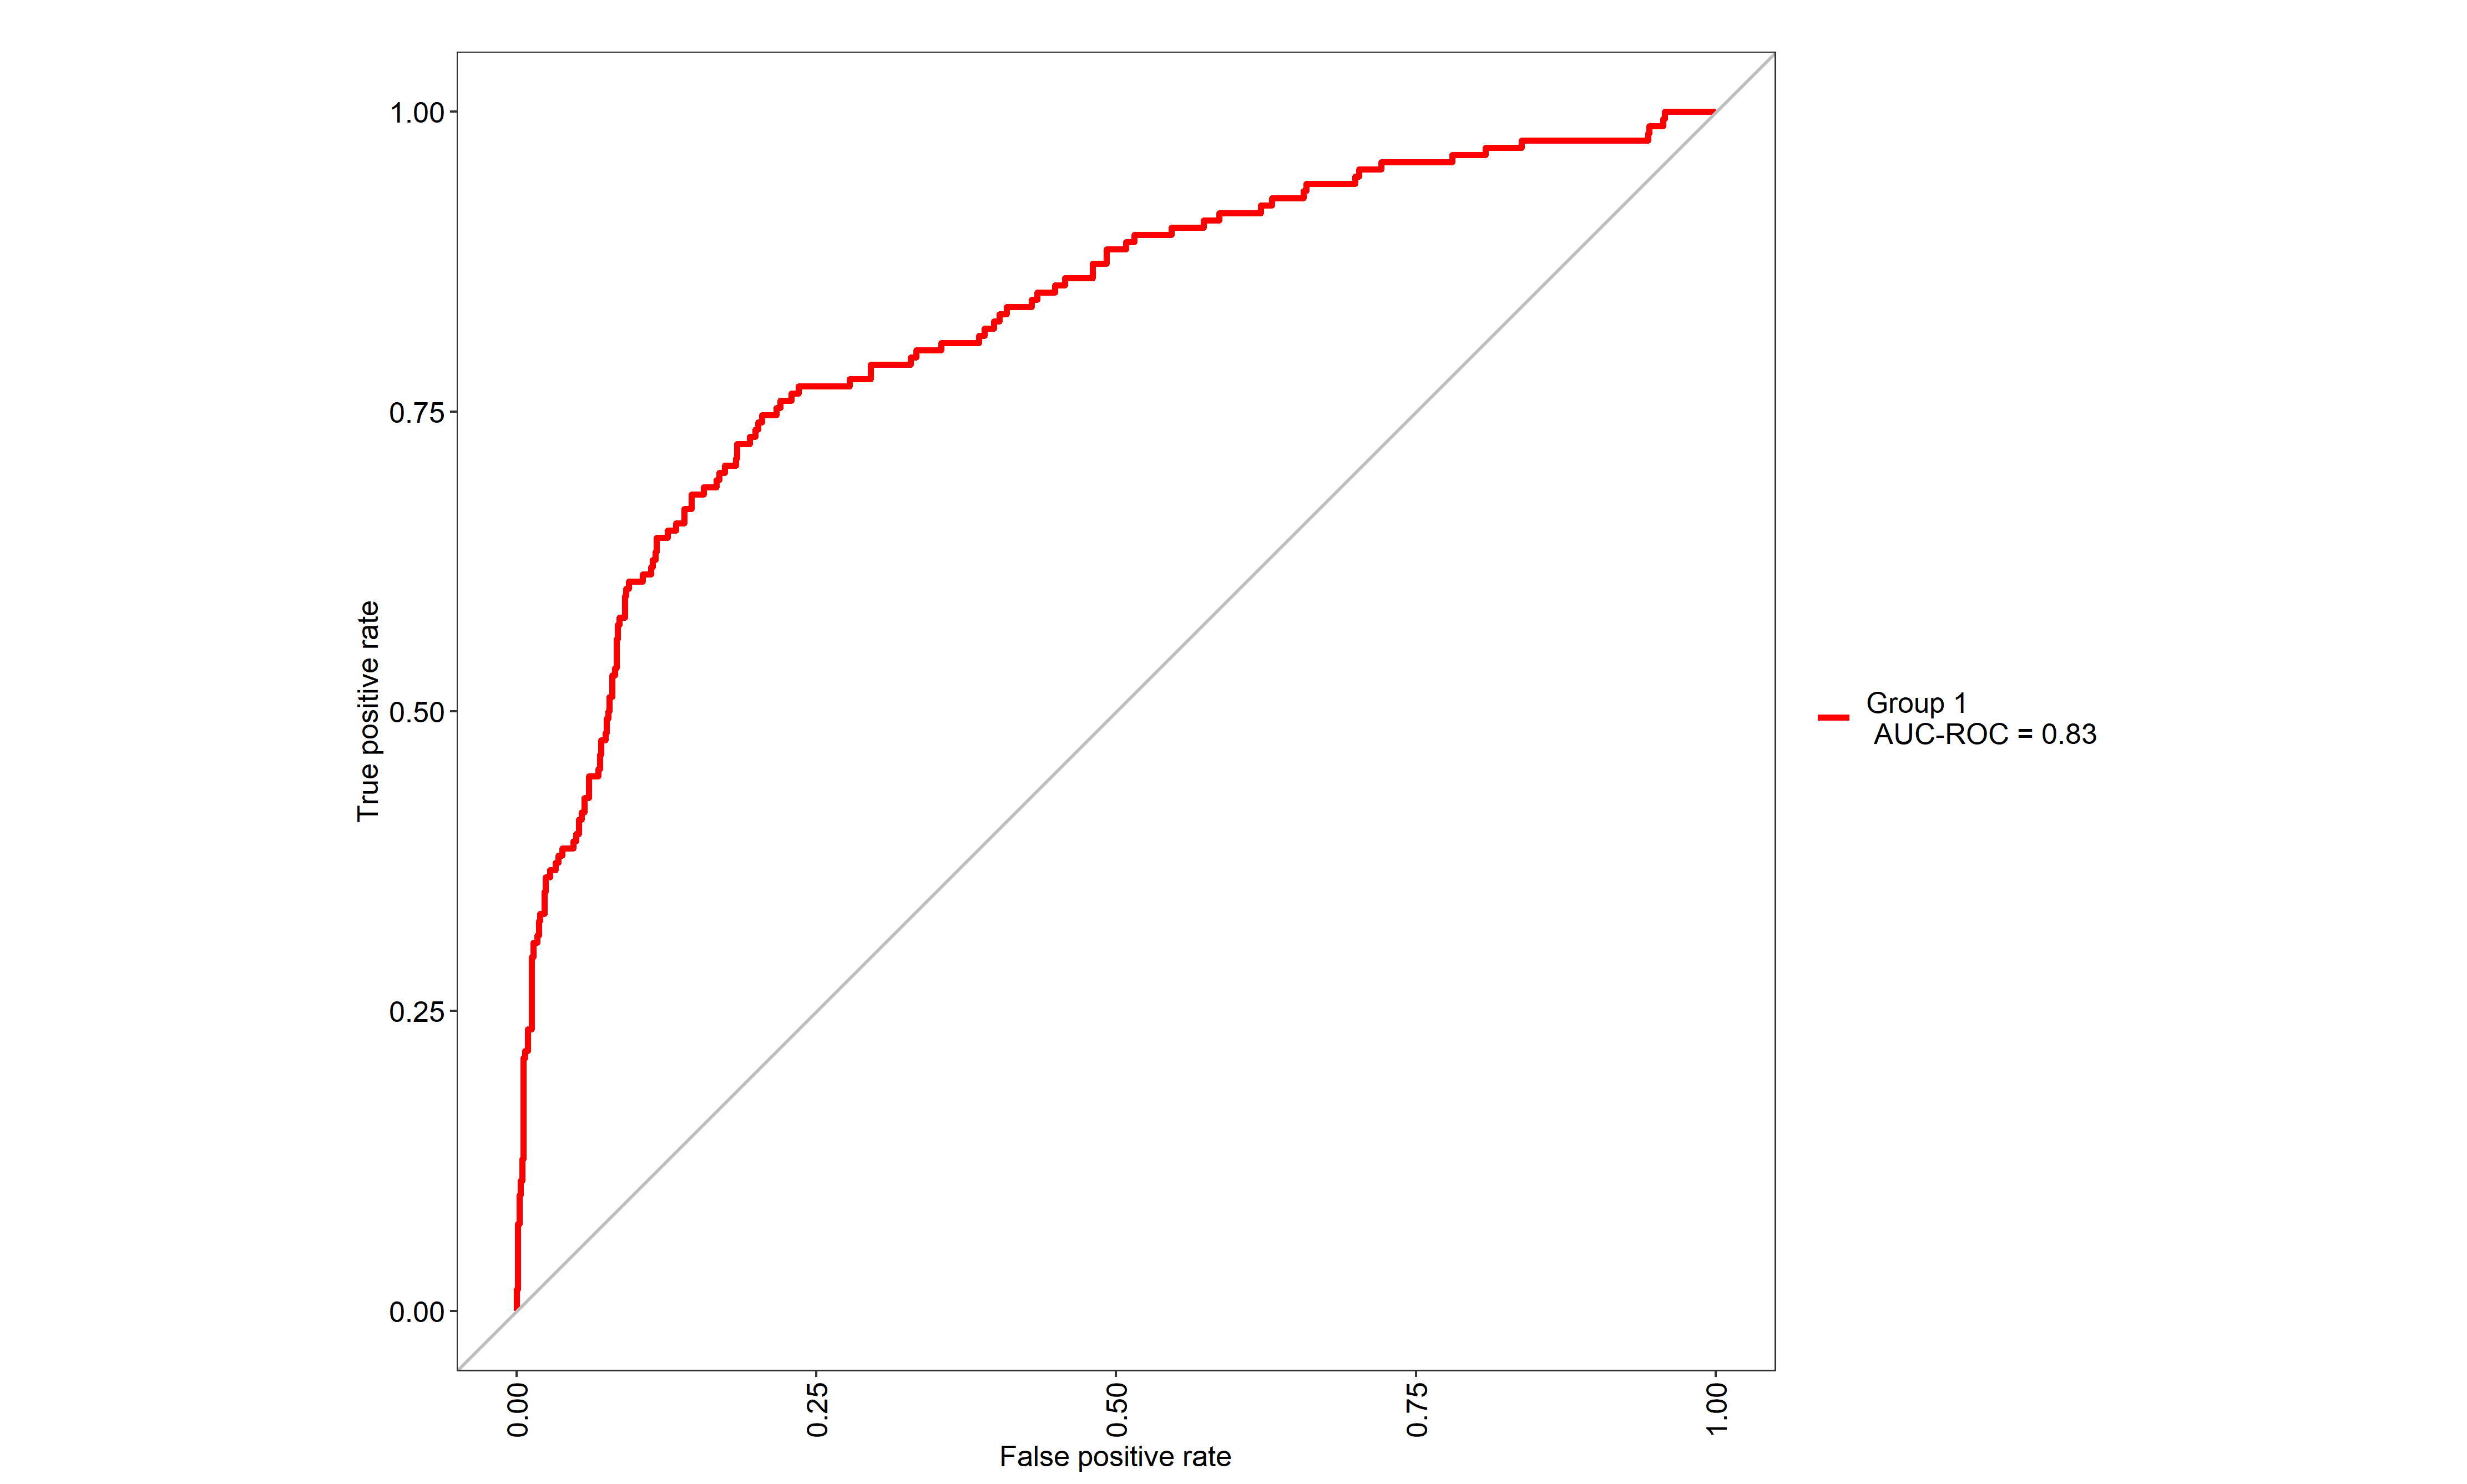 1.00
0.75
0.50
0.25
0.00
True positive rate
0.00
0.25
0.50
0.75
1.00
False positive rate
Group 1
AUC-ROC = 0.83